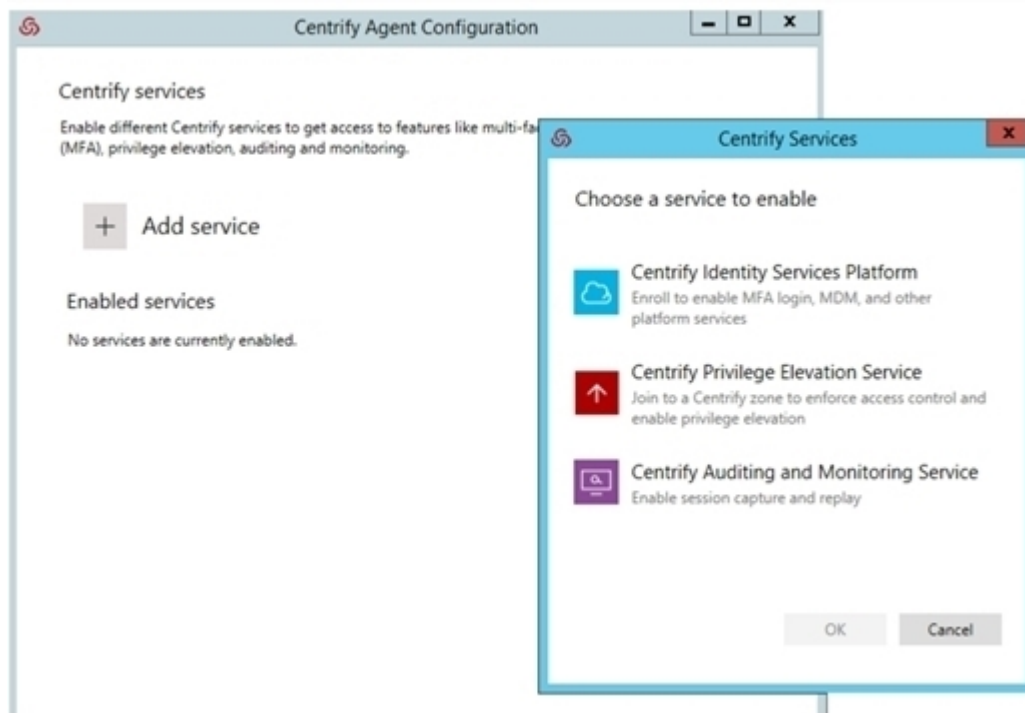 Centrify Agent Configuration
Centrify services
Enable different Centrify services to get access to features like multi-fa
(MFA), privilege elevation, auditing and monitoring.
+ Add service
Enabled services
No services are currently enabled.
Centrify Services
Choose a service to enable
Centrify Identity Services Platform
Enroll to enable MFA login, MDM, and other
platform services
Centrify Privilege Elevation Service
Join to a Centrify zone to enforce access control and
enable privilege elevation
Centrify Auditing and Monitoring Service
Enable session capture and replay
OK Cancel